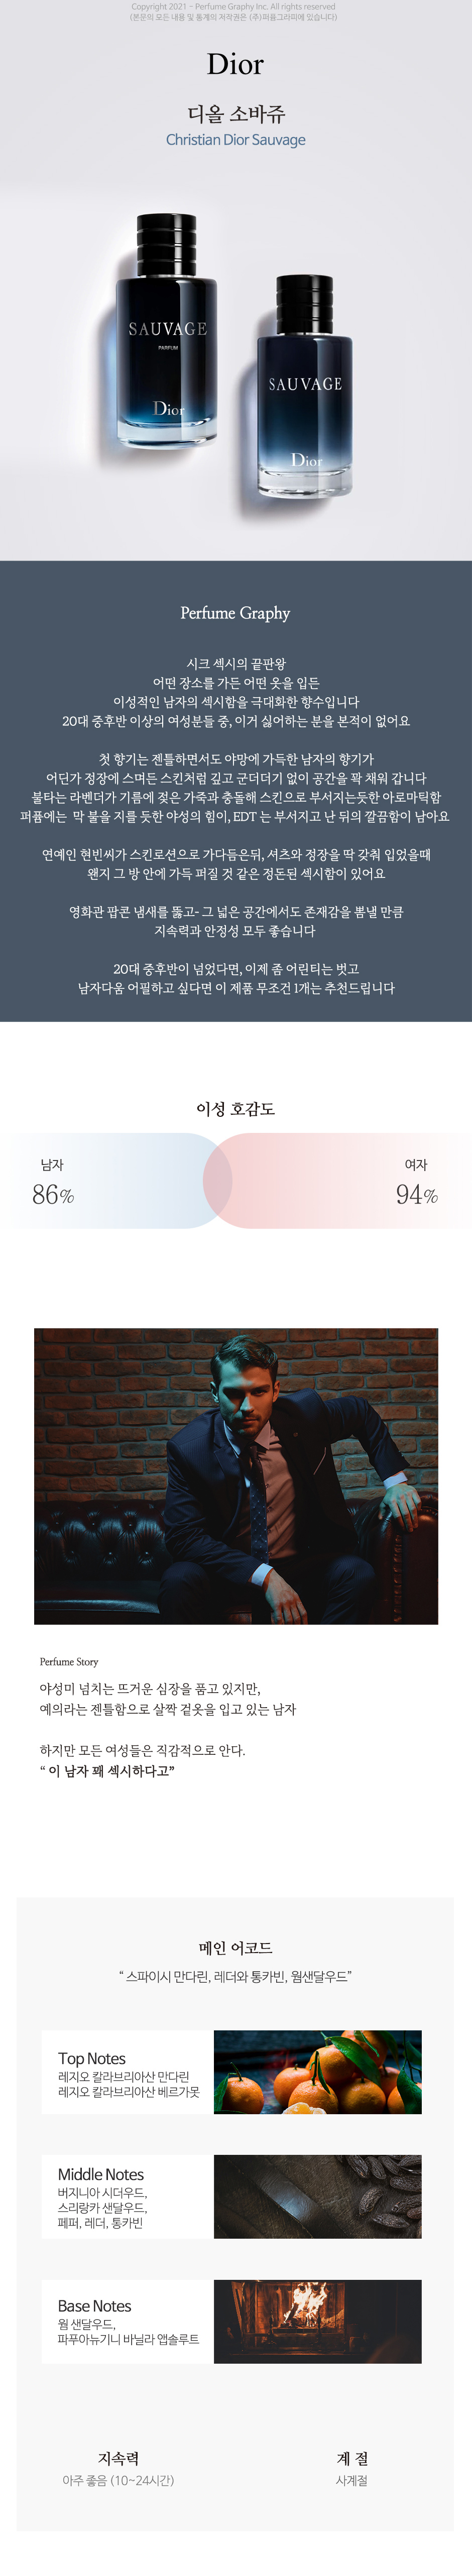 Copyright 2021 - Perfume Graphy Inc. All rights reserved
(본문의 모든 내용 및 통계의 저작권은 (주)퍼퓸그라피에 있습니다)
Dior
디올 소바쥬
Christian Dior Sauvage
SAUVAGE
PARFUM
Dior
SAUVAGE
Dior
Perfume Graphy
시크 섹시의 끝판왕
어떤 장소를 가든 어떤 옷을 입든
이성적인 남자의 섹시함을 극대화한 향수입니다
20대 중후반 이상의 여성분들 중, 이거 싫어하는 분을 본적이 없어요
첫 향기는 젠틀하면서도 야망에 가득한 남자의 향기가
어딘가 정장에 스며든 스킨처럼 깊고 군더더기 없이 공간을 꽉 채워 갑니다
불타는 라벤더가 기름에 젖은 가죽과 충돌해 스킨으로 부서지는듯한 아로마틱함
퍼퓸에는 막 불을 지를 듯한 야성의 힘이, EDT 는 부서지고 난 뒤의 깔끔함이 남아요
연예인 현빈씨가 스킨로션으로 가다듬은뒤, 셔츠와 정장을 딱 갖춰 입었을때
왠지 그 방 안에 가득 퍼질 것 같은 정돈된 섹시함이 있어요
영화관 팝콘 냄새를 뚫고- 그 넓은 공간에서도 존재감을 뽐낼 만큼
지속력과 안정성 모두 좋습니다
20대 중후반이 넘었다면, 이제 좀 어린티는 벗고
남자다움 어필하고 싶다면 이 제품 무조건 1개는 추천드립니다
이성 호감도
남자
여자
86%
94%
Perfume Story
야성미 넘치는 뜨거운 심장을 품고 있지만,
예의라는 젠틀함으로 살짝 겉옷을 입고 있는 남자
하지만 모든 여성들은 직감적으로 안다.
“ 이 남자 꽤 섹시하다고”
메인 어코드
“ 스파이시 만다린, 레더와 통카빈, 웜샌달우드”
Top Notes
레지오 칼라브리아산 만다린
레지오 칼라브리아산 베르가못
Middle Notes
버지니아 시더우드,
스리랑카 샌달우드,
페퍼, 레더, 통카빈
Base Notes
웜 샌달우드,
파푸아뉴기니 바닐라 앱솔루트
지속력
계 절
아주 좋음 (10~24시간)
사계절